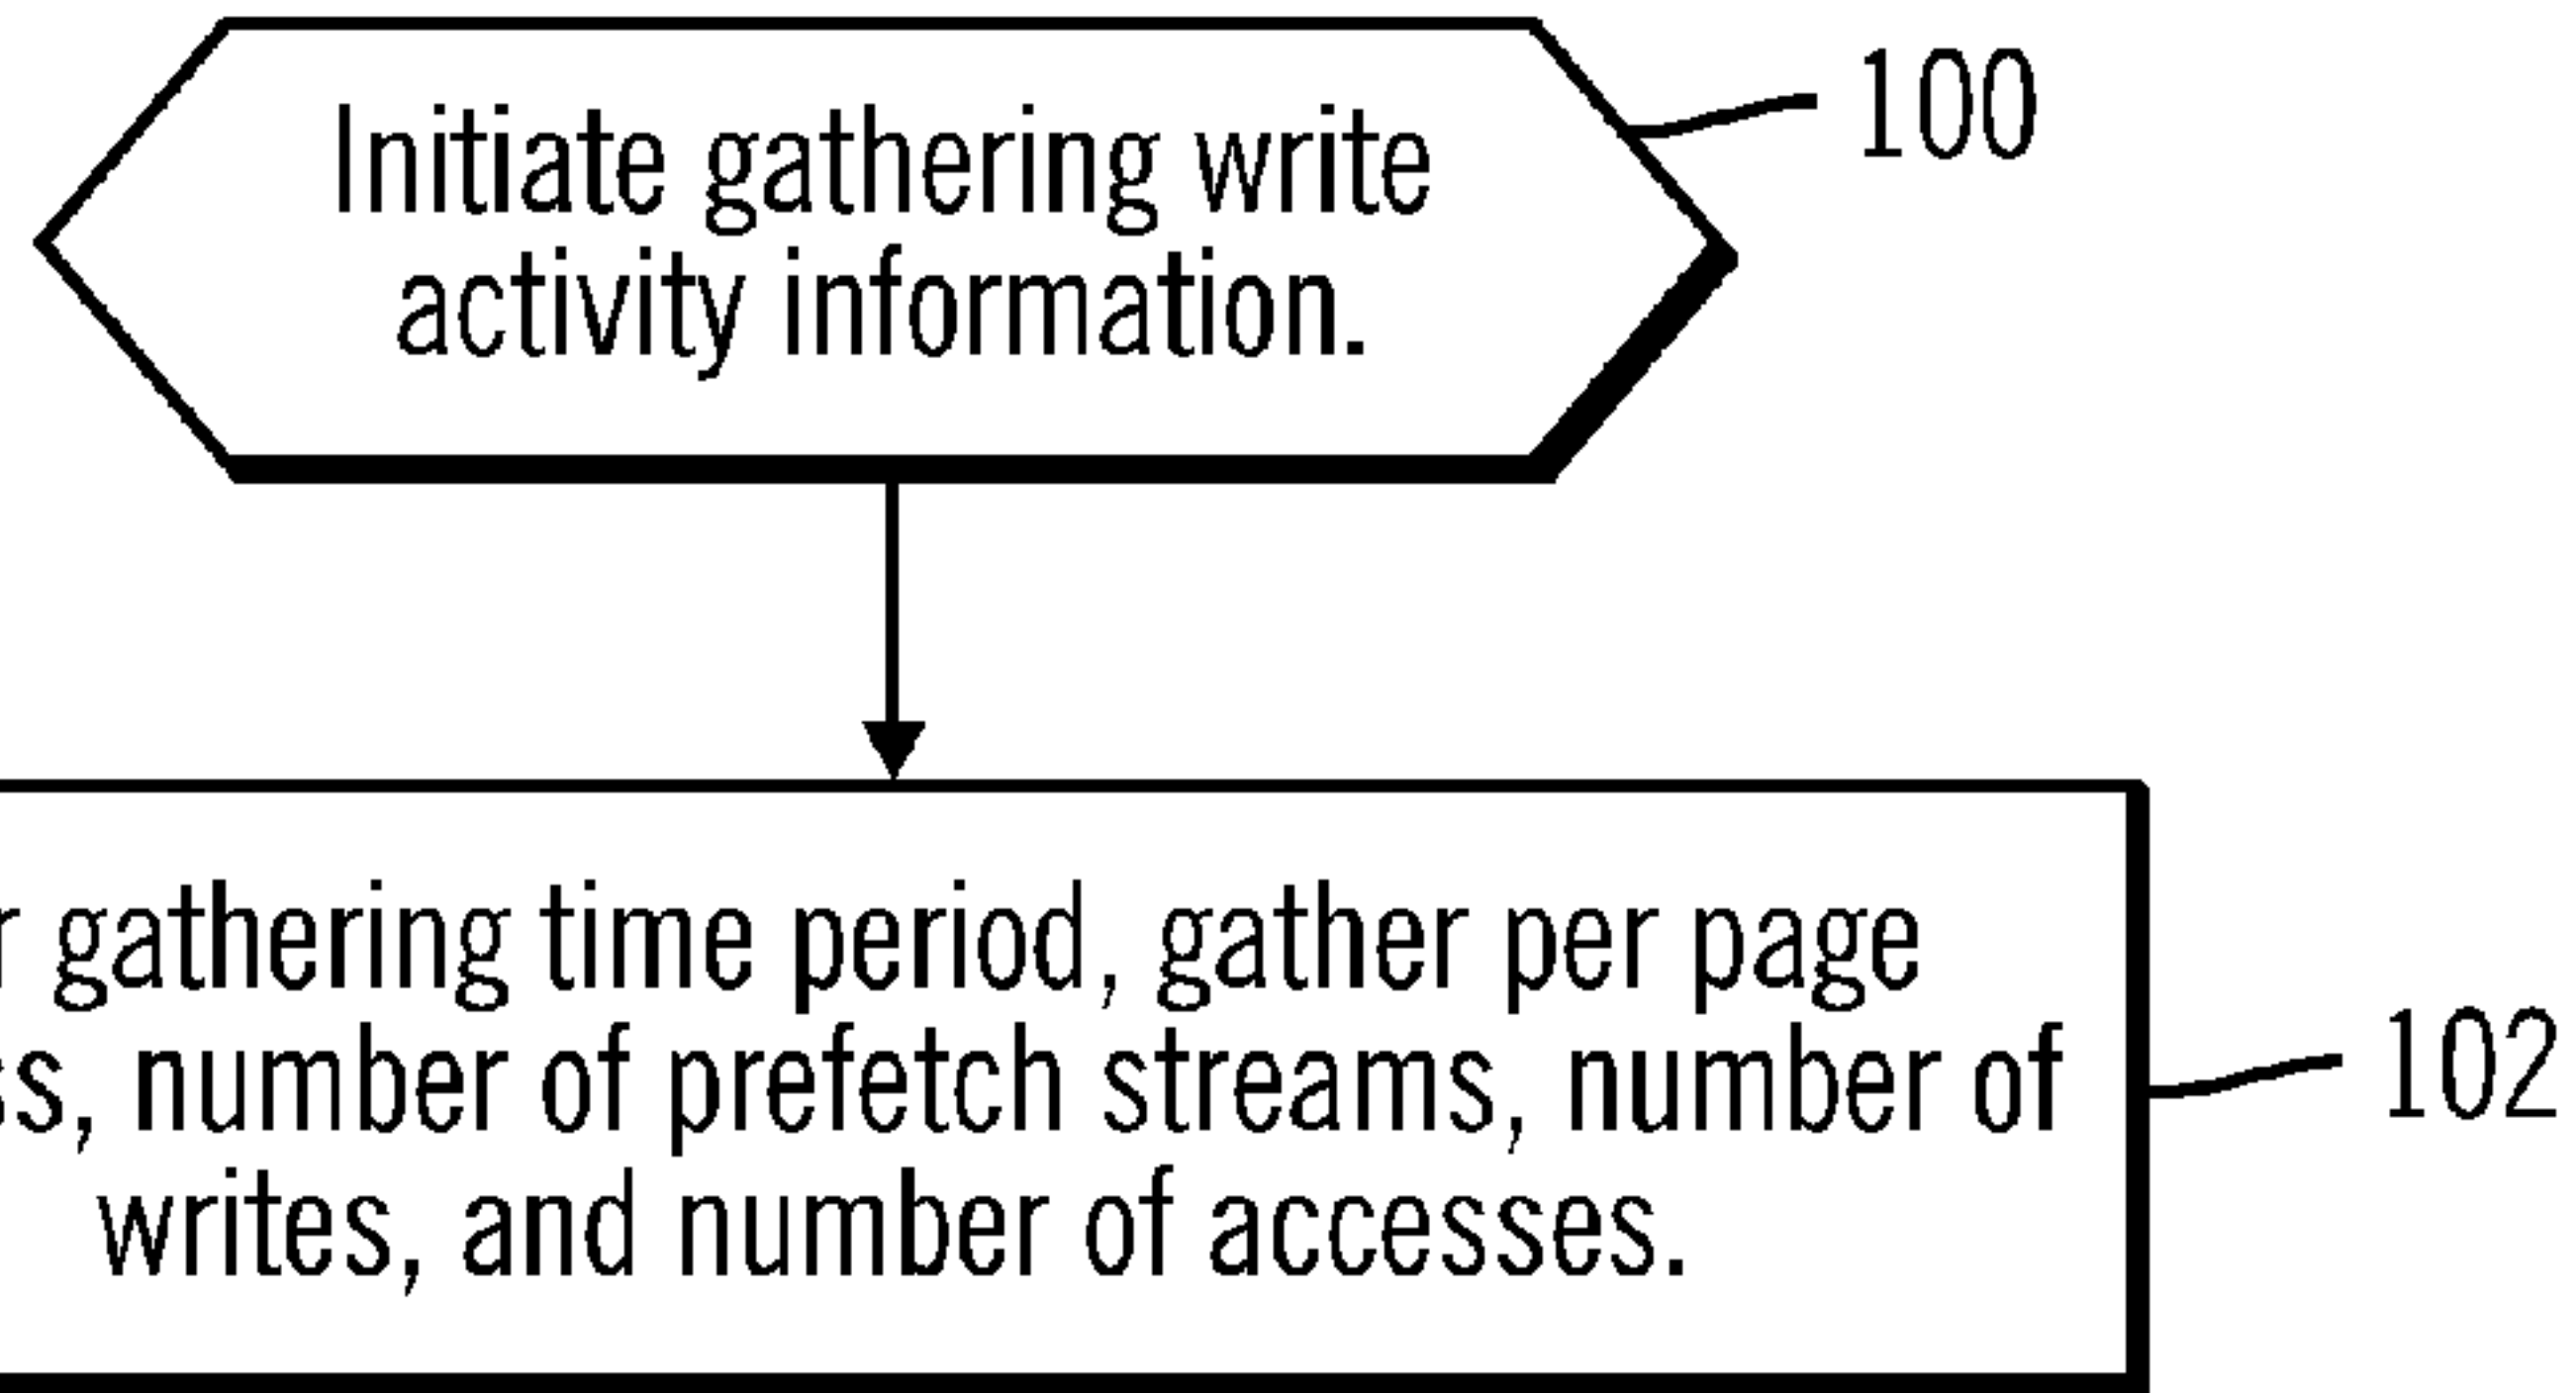 Initiate gathering write
100
activity information.
gathering time period, gather per page
number of prefetch streams, number of
102
writes, and number of accesses.